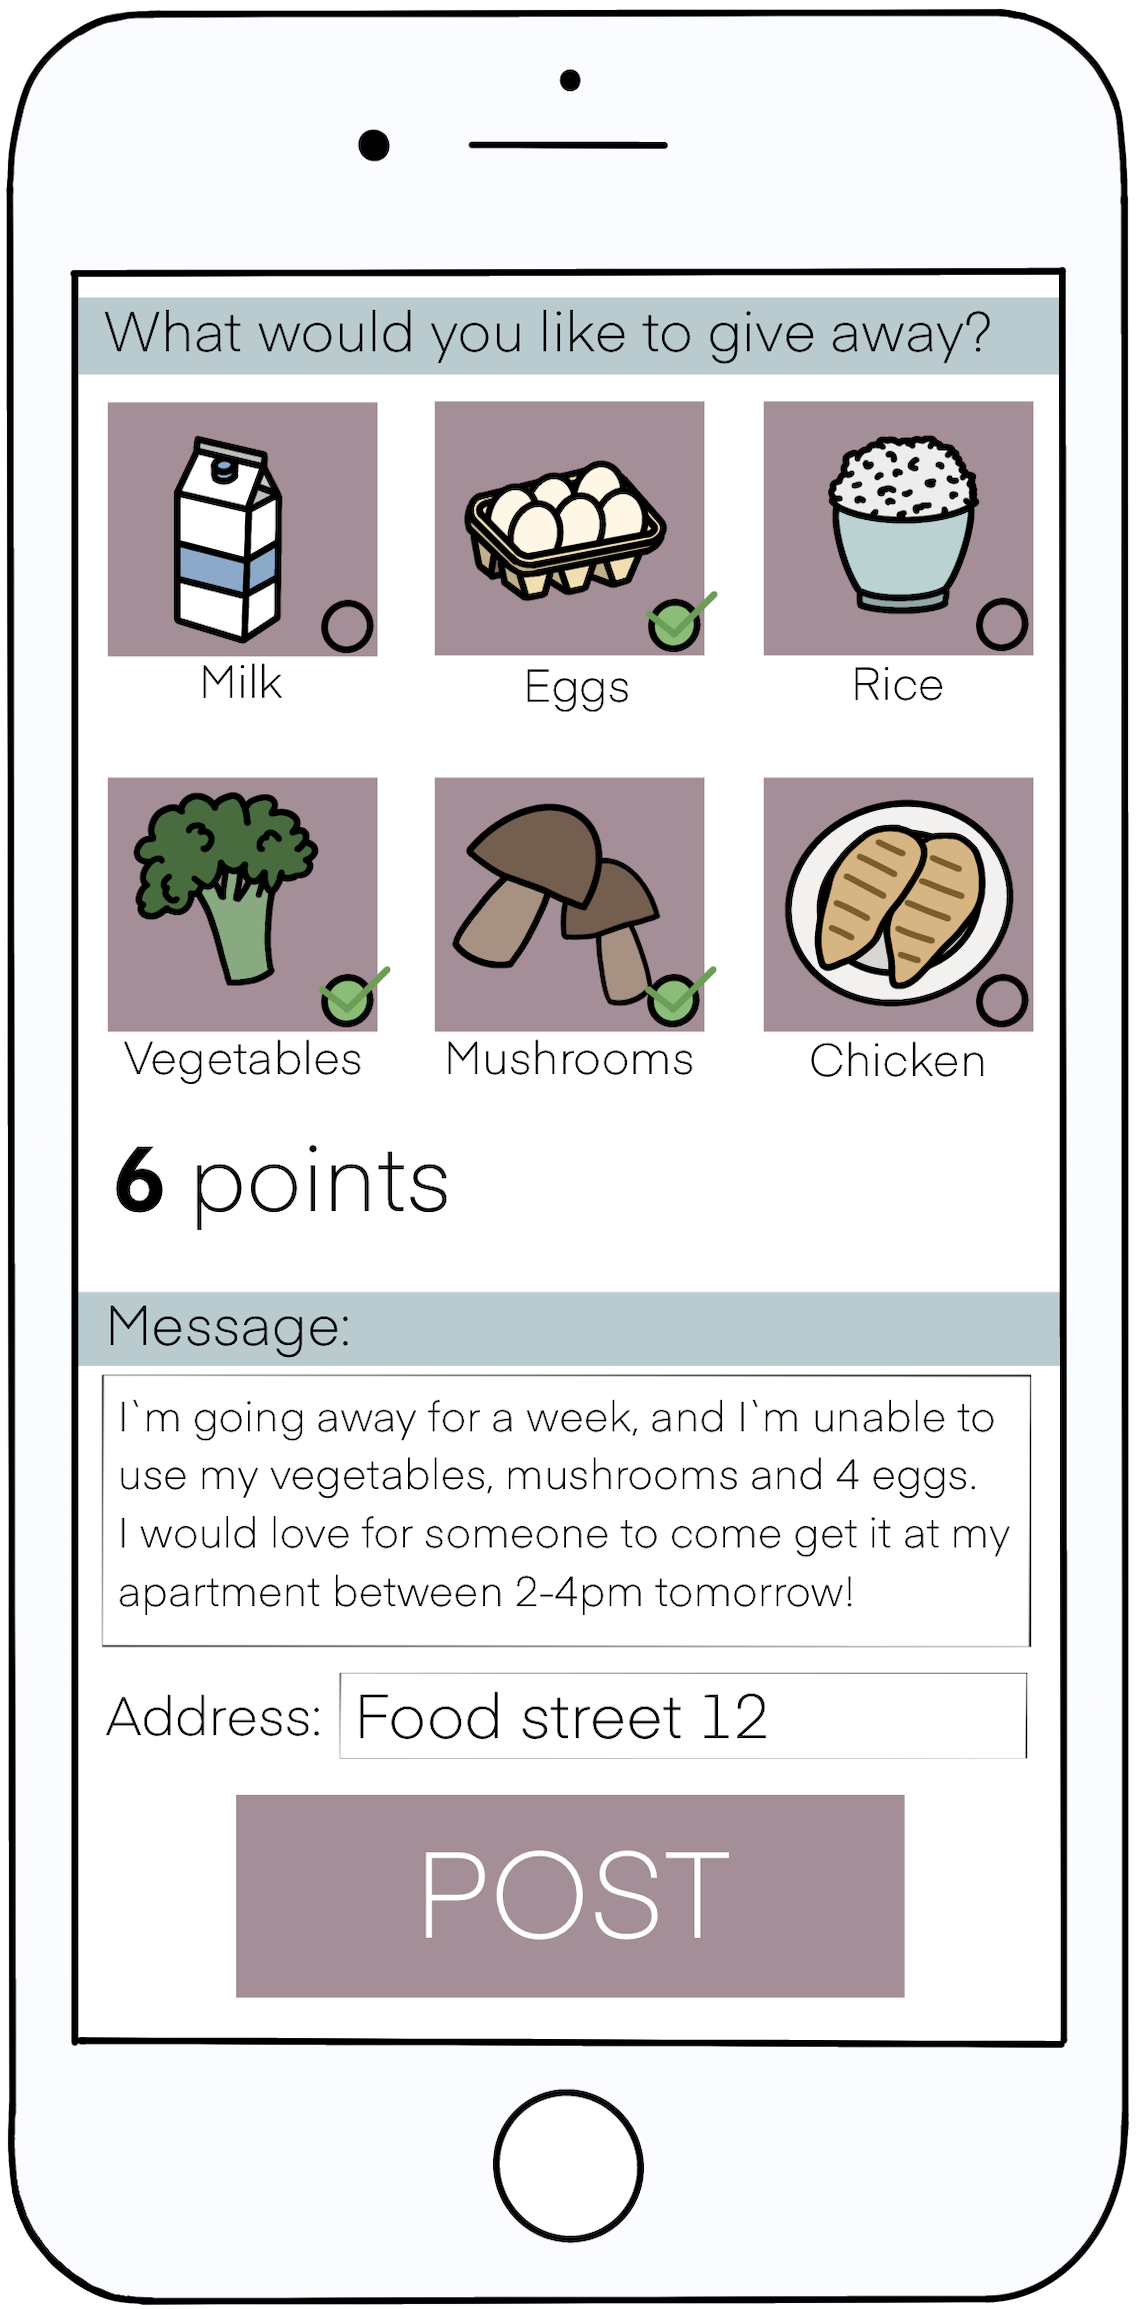 What would you like to give away?
Milk
Eggs
Rice
Vegetables
Mushrooms
Chicken
6 points
Message:
I`m going away for a week, and I`m unable to
use my vegetables, mushrooms and 4 eggs.
I would love for someone to come get it at my
apartment between 2-4pm tomorrow!
Address: Food street 12
POST